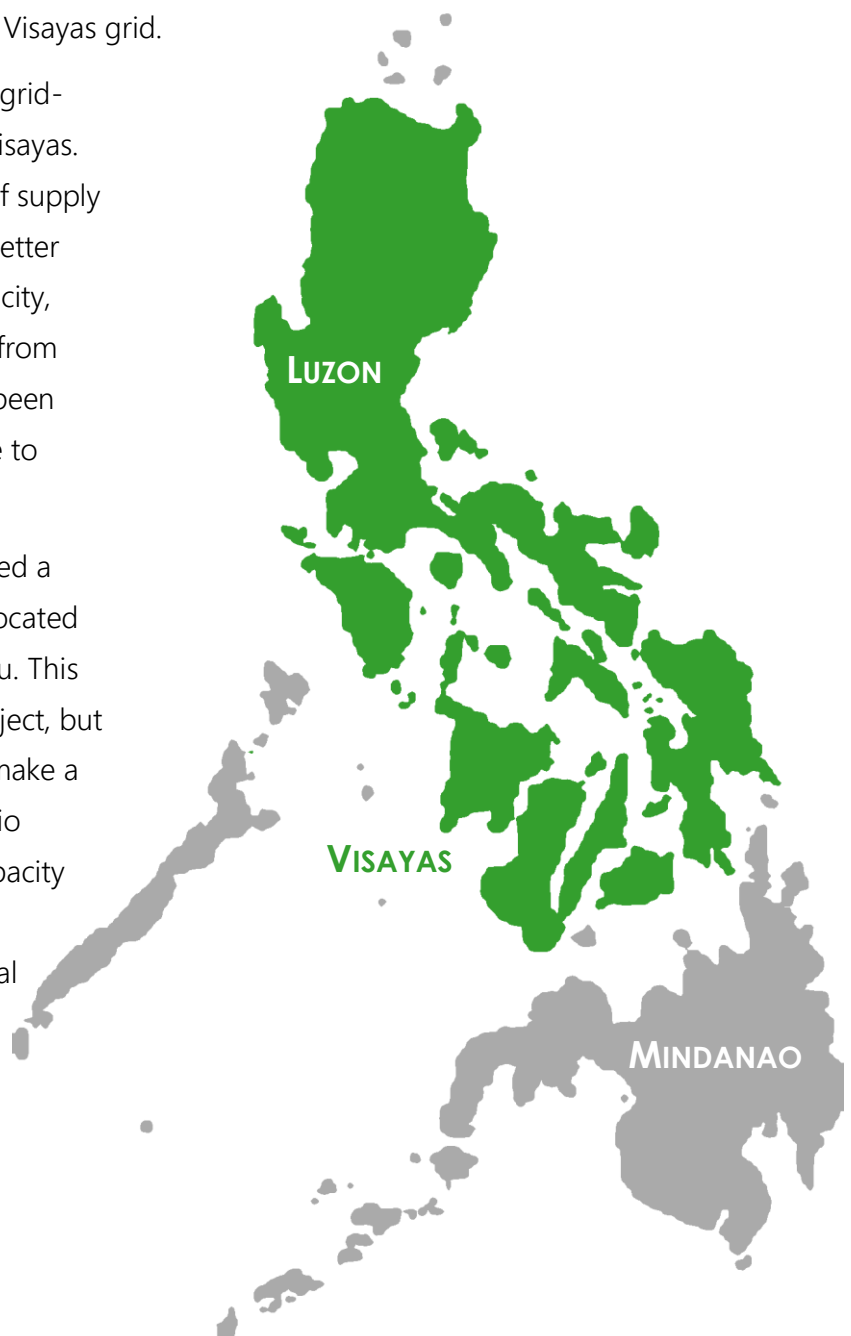 Visayas grid.
grid-
isayas.
f supply
etter
city,
from
been
e to
ed a
ocated
u. This
ject, but
make a
io
pacity
al
LUZON
VISAYAS
MINDANAO